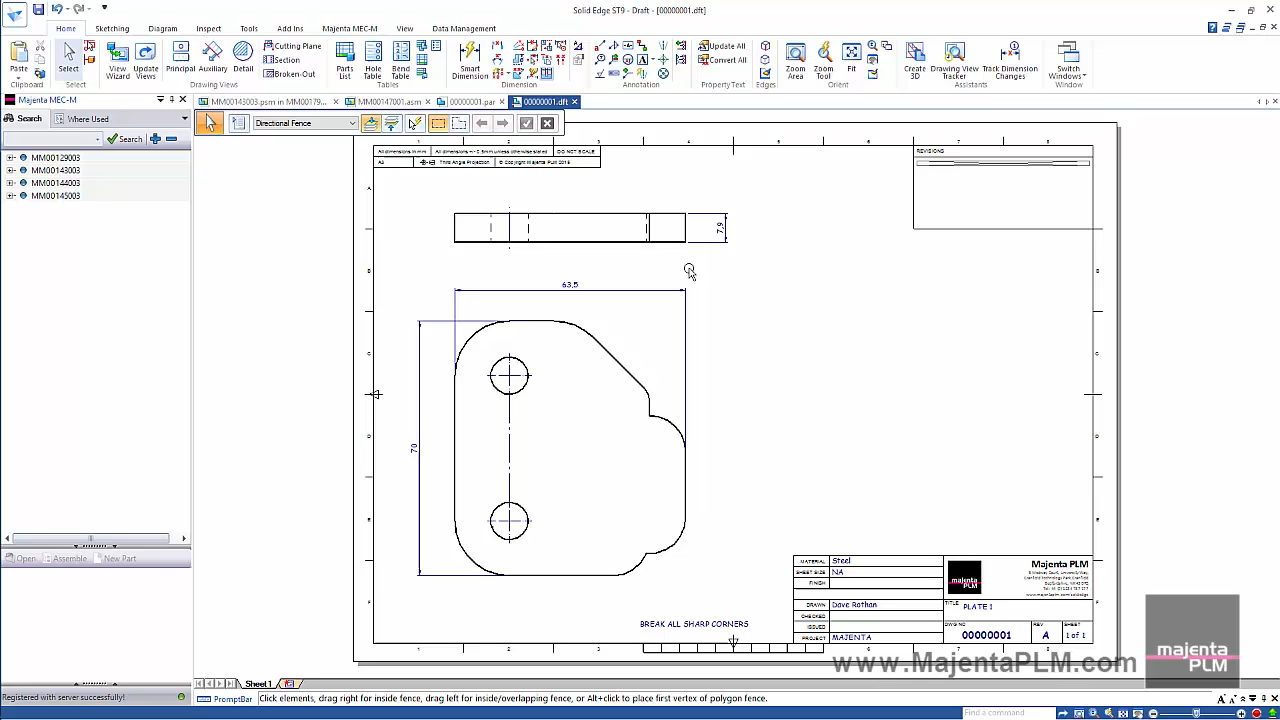 Solid Edge ST9 - Draft - [00000001.dft]
Home Sketching Diagram Inspect Tools Add Ins Majenta MEC-M View Data Management
Paste Select View Wizard Update Views Principal Auxiliary Detail Cutting Plane Section Broken-Out Parts List Hole Table Bend Table Smart Dimension Update All Convert All Zoom Area Zoom Tool Fit Create 3D Drawing View Tracker Track Dimension Changes Switch Windows
Clipboard Select Drawing Views Tables Dimension Annotation Property Text Edges Orient Assistants Window
Majenta MEC-M
MM00143003.psm in MM00179... MM00147001.asm 00000001.par 00000001.dft
Search Where Used
Directional Fence
Search
MM00129003
MM00143003
MM00144003
MM00145003
All dimensions in mm All dimensions +- 0.5mm unless otherwise stated DO NOT SCALE
A3 Third Angle Projection © Copyright Majenta PLM 2015
REVISIONS
7,9
63,5
70
BREAK ALL SHARP CORNERS
MATERIAL Steel
SHEET SIZE NA
FINISH
DRAWN Dave Rothan
CHECKED
ISSUED
PROJECT MAJENTA
majenta PLM
Majenta PLM
TITLE PLATE 1
DWG NO 00000001
REV A
SHEET 1 of 1
majenta
PLM
www.MajentaPLM.com
Open Assemble New Part
Registered with server successfully!
Sheet1
PromptBar Click elements, drag right for inside fence, drag left for inside/overlapping fence, or Alt+click to place first vertex of polygon fence.
Find a command